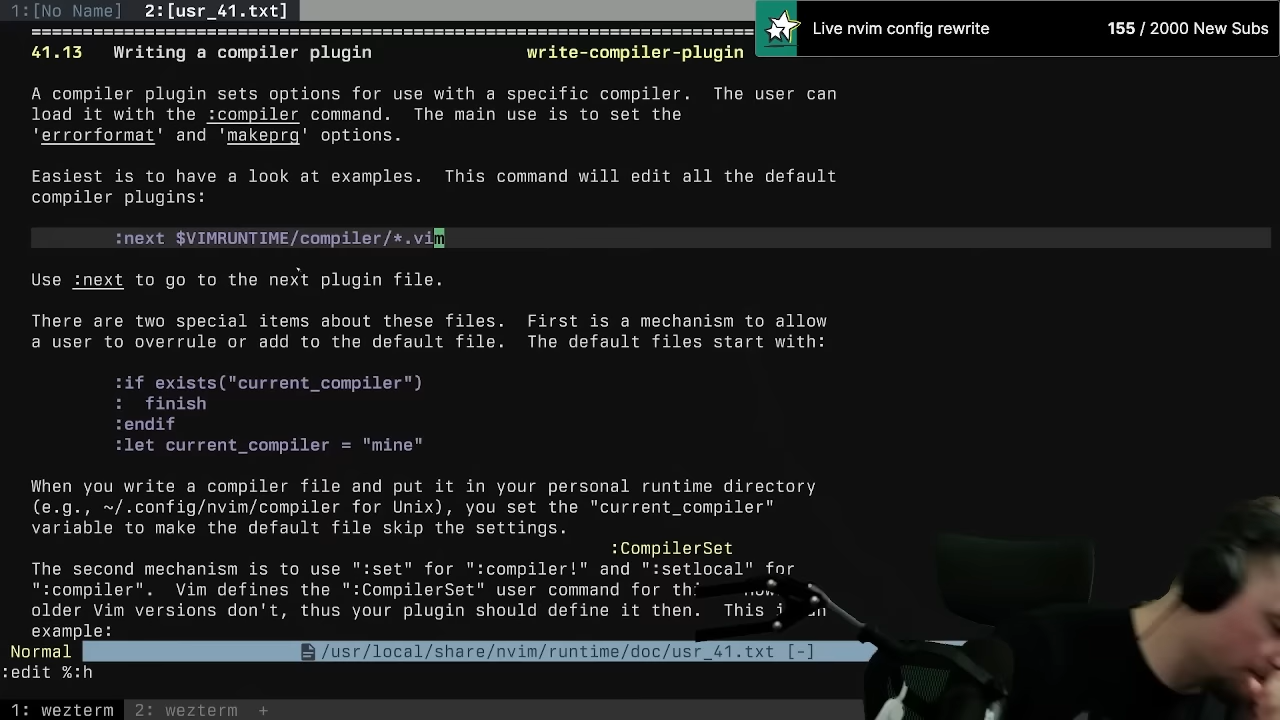 1:[No Name]  2:[usr_41.txt]
Live nvim config rewrite 155 / 2000 New Subs
==============================================================
41.13 Writing a compiler plugin write-compiler-plugin
A compiler plugin sets options for use with a specific compiler.  The user can
load it with the :compiler command.  The main use is to set the
'errorformat' and 'makeprg' options.
Easiest is to have a look at examples.  This command will edit all the default
compiler plugins:
:next $VIMRUNTIME/compiler/*.vim
Use :next to go to the next plugin file.
There are two special items about these files.  First is a mechanism to allow
a user to overrule or add to the default file.  The default files start with:
:if exists("current_compiler")
:  finish
:endif
:let current_compiler = "mine"
When you write a compiler file and put it in your personal runtime directory
(e.g., ~/.config/nvim/compiler for Unix), you set the "current_compiler"
variable to make the default file skip the settings.
:CompilerSet
The second mechanism is to use ":set" for ":compiler!" and ":setlocal" for
":compiler".  Vim defines the ":CompilerSet" user command for
older Vim versions don't, thus your plugin should define it then.  This is an
example:
Normal /usr/local/share/nvim/runtime/doc/usr_41.txt [-]
:edit %:h
1: wezterm  2: wezterm  +